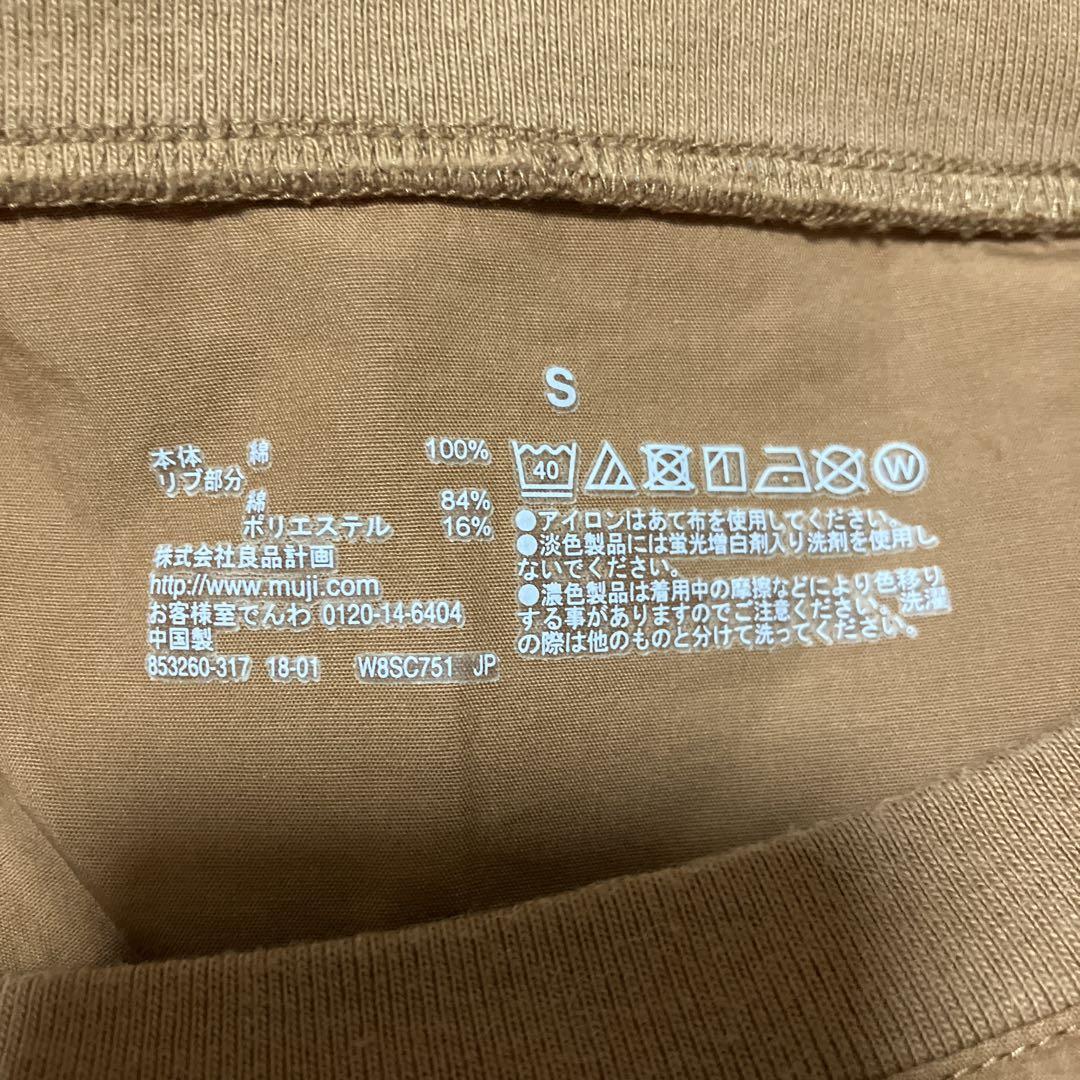 S
本体 綿 100%
リブ部分
綿 84%
ポリエステル 16%
株式会社良品計画
http://www.muji.com
お客様室でんわ 0120-14-6404
中国製
853260-317 18-01 W8SC751 JP
40 W
●アイロンはあて布を使用してください。
●淡色製品には蛍光増白剤入り洗剤を使用し
ないでください。
●濃色製品は着用中の摩擦などにより色移り
する事がありますのでご注意ください。洗濯
の際は他のものと分けて洗ってください。